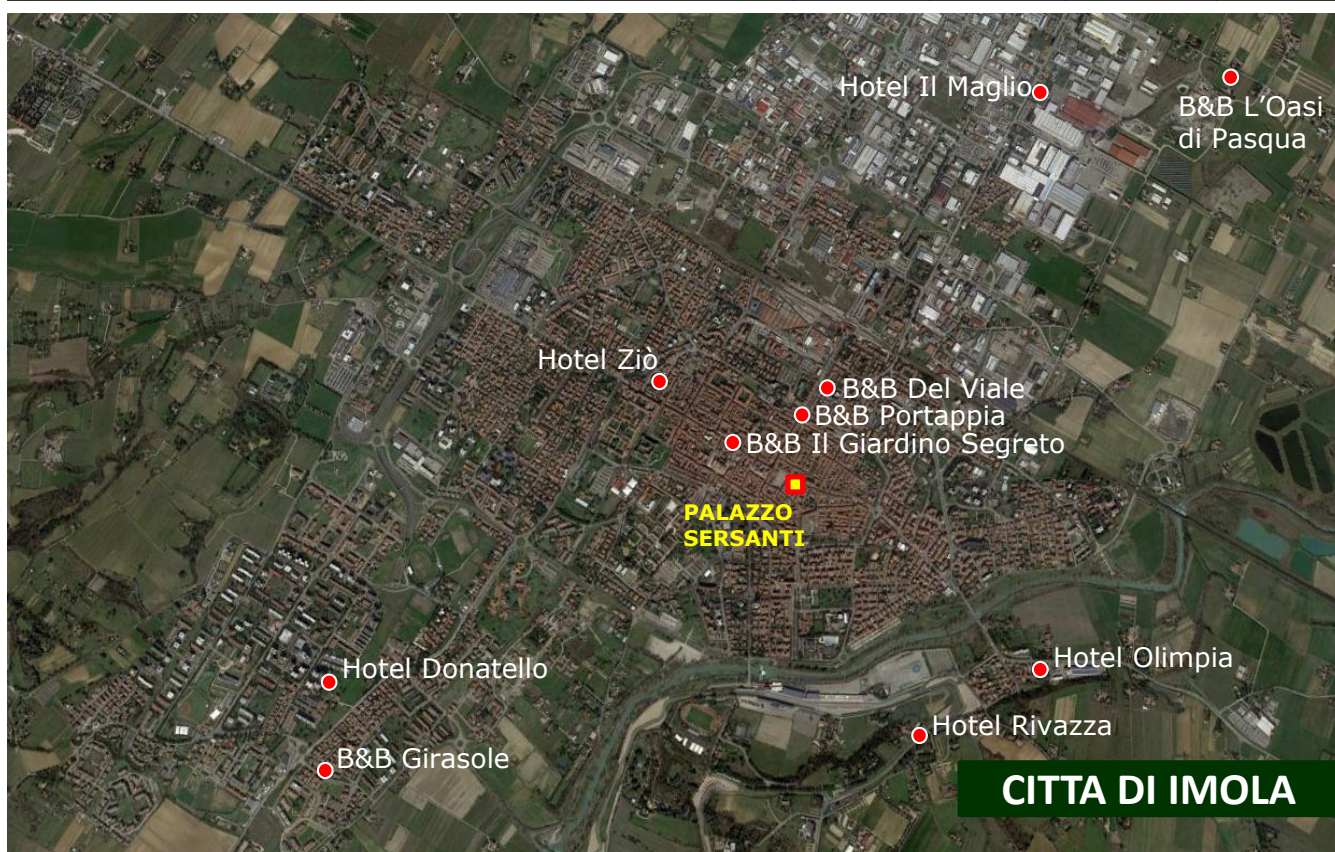 Hotel Il Maglio
B&B L'Oasi
di Pasqua
Hotel Ziò
B&B Del Viale
B&B Portappia
B&B Il Giardino Segreto
PALAZZO
SERSANTI
Hotel Donatello
Hotel Olimpia
Hotel Rivazza
B&B Girasole
CITTA DI IMOLA